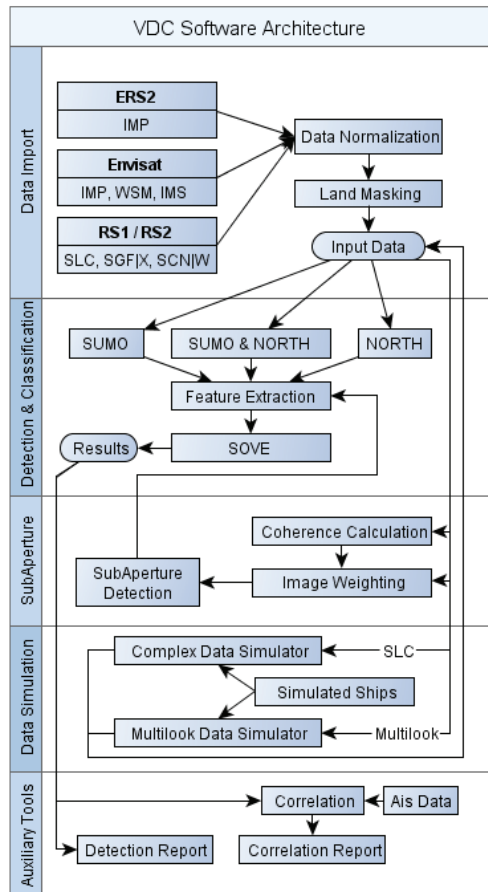 VDC Software Architecture
Data Import
ERS2
IMP
Envisat
IMP, WSM, IMS
RS1 / RS2
SLC, SGF|X, SCN|W
Data Normalization
Land Masking
Input Data
Detection & Classification
SUMO
SUMO & NORTH
NORTH
Feature Extraction
Results
SOVE
SubAperture
Coherence Calculation
SubAperture
Detection
Image Weighting
Data Simulation
Complex Data Simulator
SLC
Simulated Ships
Multilook Data Simulator
Multilook
Auxiliary Tools
Correlation
Ais Data
Detection Report
Correlation Report